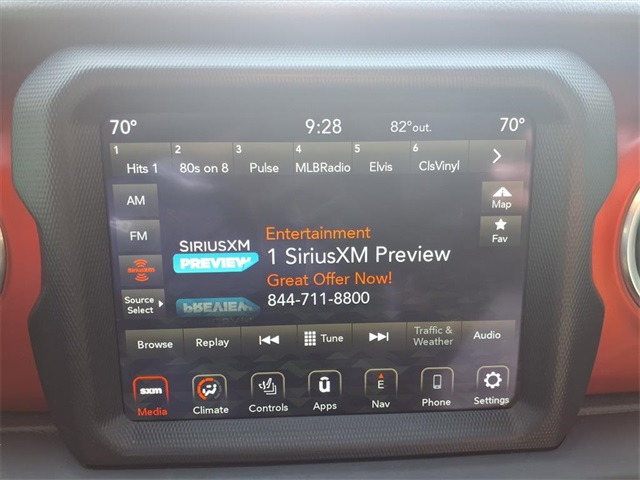 70° 9:28 82°out. 70°
1 2 3 4 5 6
Hits 1 80s on 8 Pulse MLBRadio Elvis ClsVinyl
AM
Map
FM
Fav
SIRIUSXM
PREVIEW
Entertainment
1 SiriusXM Preview
Great Offer Now!
844-711-8800
SiriusXM
Source
Select
PREVIEW
Browse Replay Tune Traffic &
Weather Audio
sxm u E
Media Climate Controls Apps Nav Phone Settings